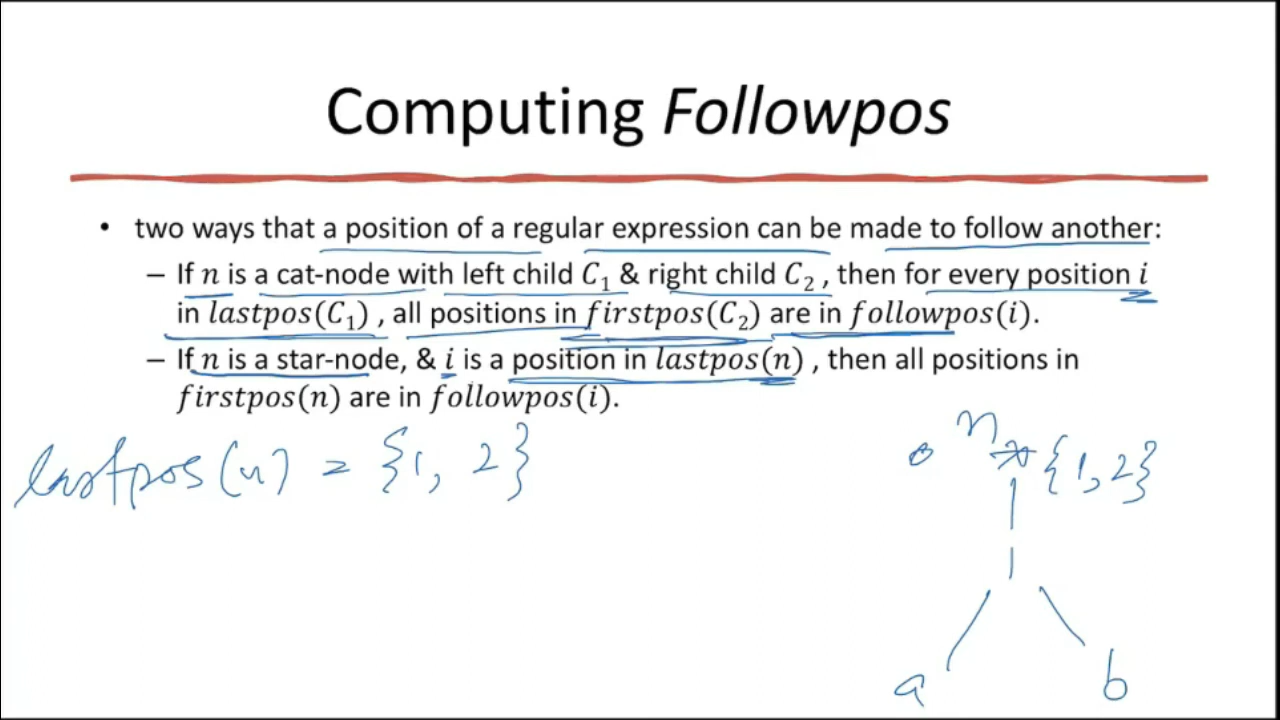 Computing Followpos
• two ways that a position of a regular expression can be made to follow another:
– If n is a cat-node with left child C₁ & right child C₂ , then for every position i
in lastpos(C₁) , all positions in firstpos(C₂) are in followpos(i).
– If n is a star-node, & i is a position in lastpos(n) , then all positions in
firstpos(n) are in followpos(i).
lastpos(n) = {1, 2}
n
* {1, 2}
|
a b